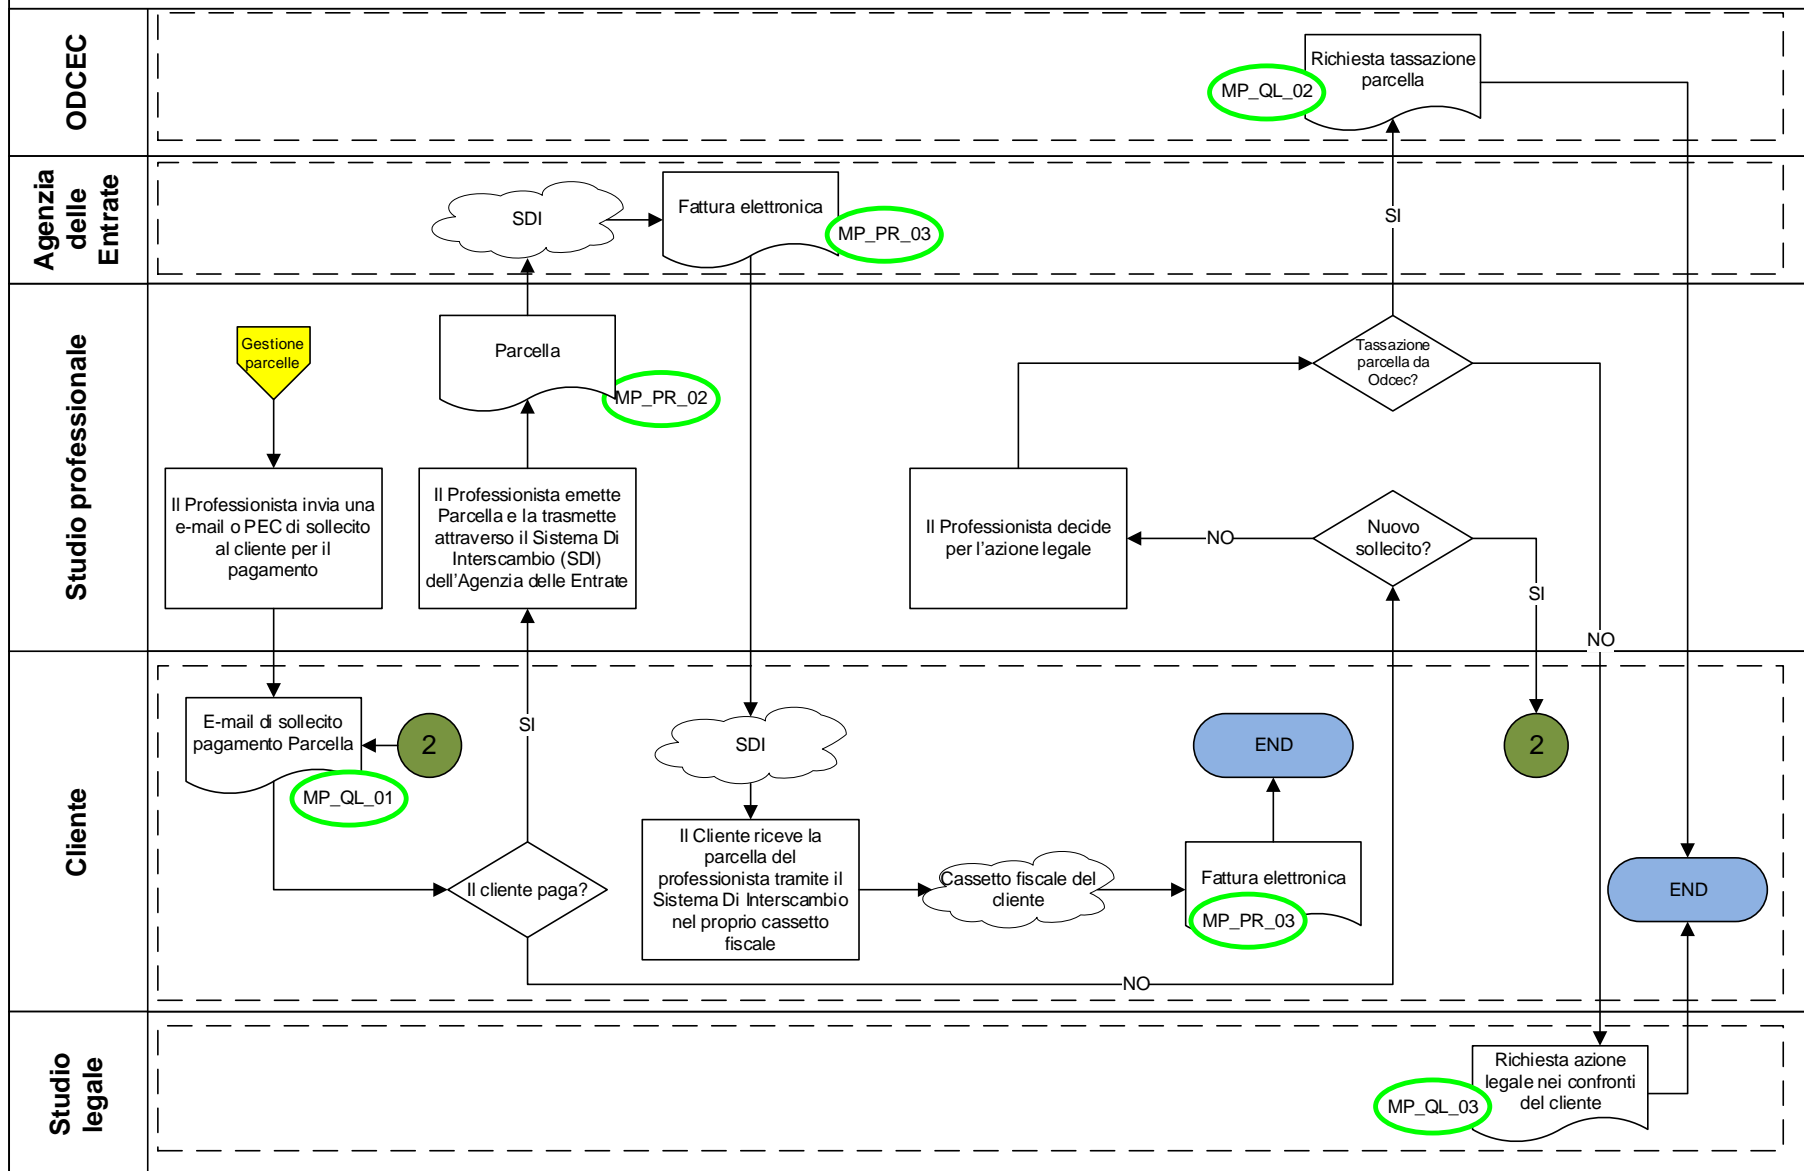 ODCEC
Richiesta tassazione
parcella
MP_QL_02
Agenzia
delle
Entrate
SDI
Fattura elettronica
MP_PR_03
SI
Studio professionale
Gestione
parcelle
Parcella
MP_PR_02
Tassazione
parcella da
Odcec?
Il Professionista invia una
e-mail o PEC di sollecito
al cliente per il
pagamento
Il Professionista emette
Parcella e la trasmette
attraverso il Sistema Di
Interscambio (SDI)
dell'Agenzia delle Entrate
Il Professionista decide
per l'azione legale
NO
Nuovo
sollecito?
SI
NO
Cliente
E-mail di sollecito
pagamento Parcella
2
MP_QL_01
SI
SDI
END
2
Il cliente paga?
Il Cliente riceve la
parcella del
professionista tramite il
Sistema Di Interscambio
nel proprio cassetto
fiscale
Cassetto fiscale del
cliente
Fattura elettronica
MP_PR_03
END
NO
Studio
legale
Richiesta azione
legale nei confronti
del cliente
MP_QL_03